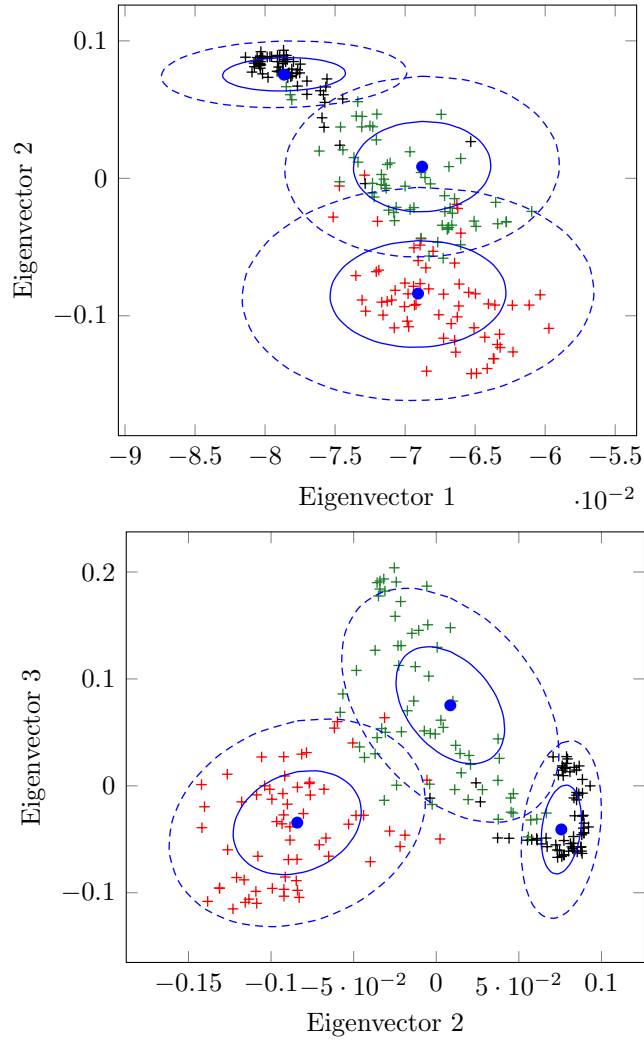 0.1
0
−0.1
Eigenvector 2
−9 −8.5 −8 −7.5 −7 −6.5 −6 −5.5
Eigenvector 1 ·10−2
0.2
0.1
0
−0.1
Eigenvector 3
−0.15 −0.1 −5 · 10−2 0 5 · 10−2 0.1
Eigenvector 2